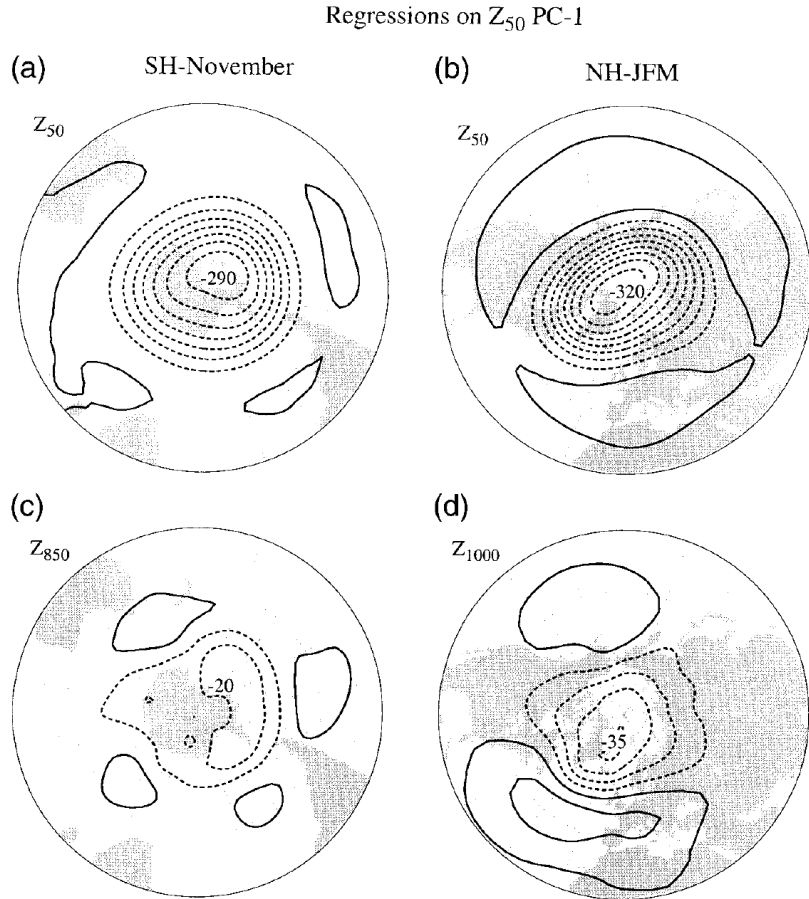 Regressions on Z50 PC-1
(a) SH-November
(b) NH-JFM
Z50
Z50
-290
-320
(c)
(d)
Z850
Z1000
-20
-35